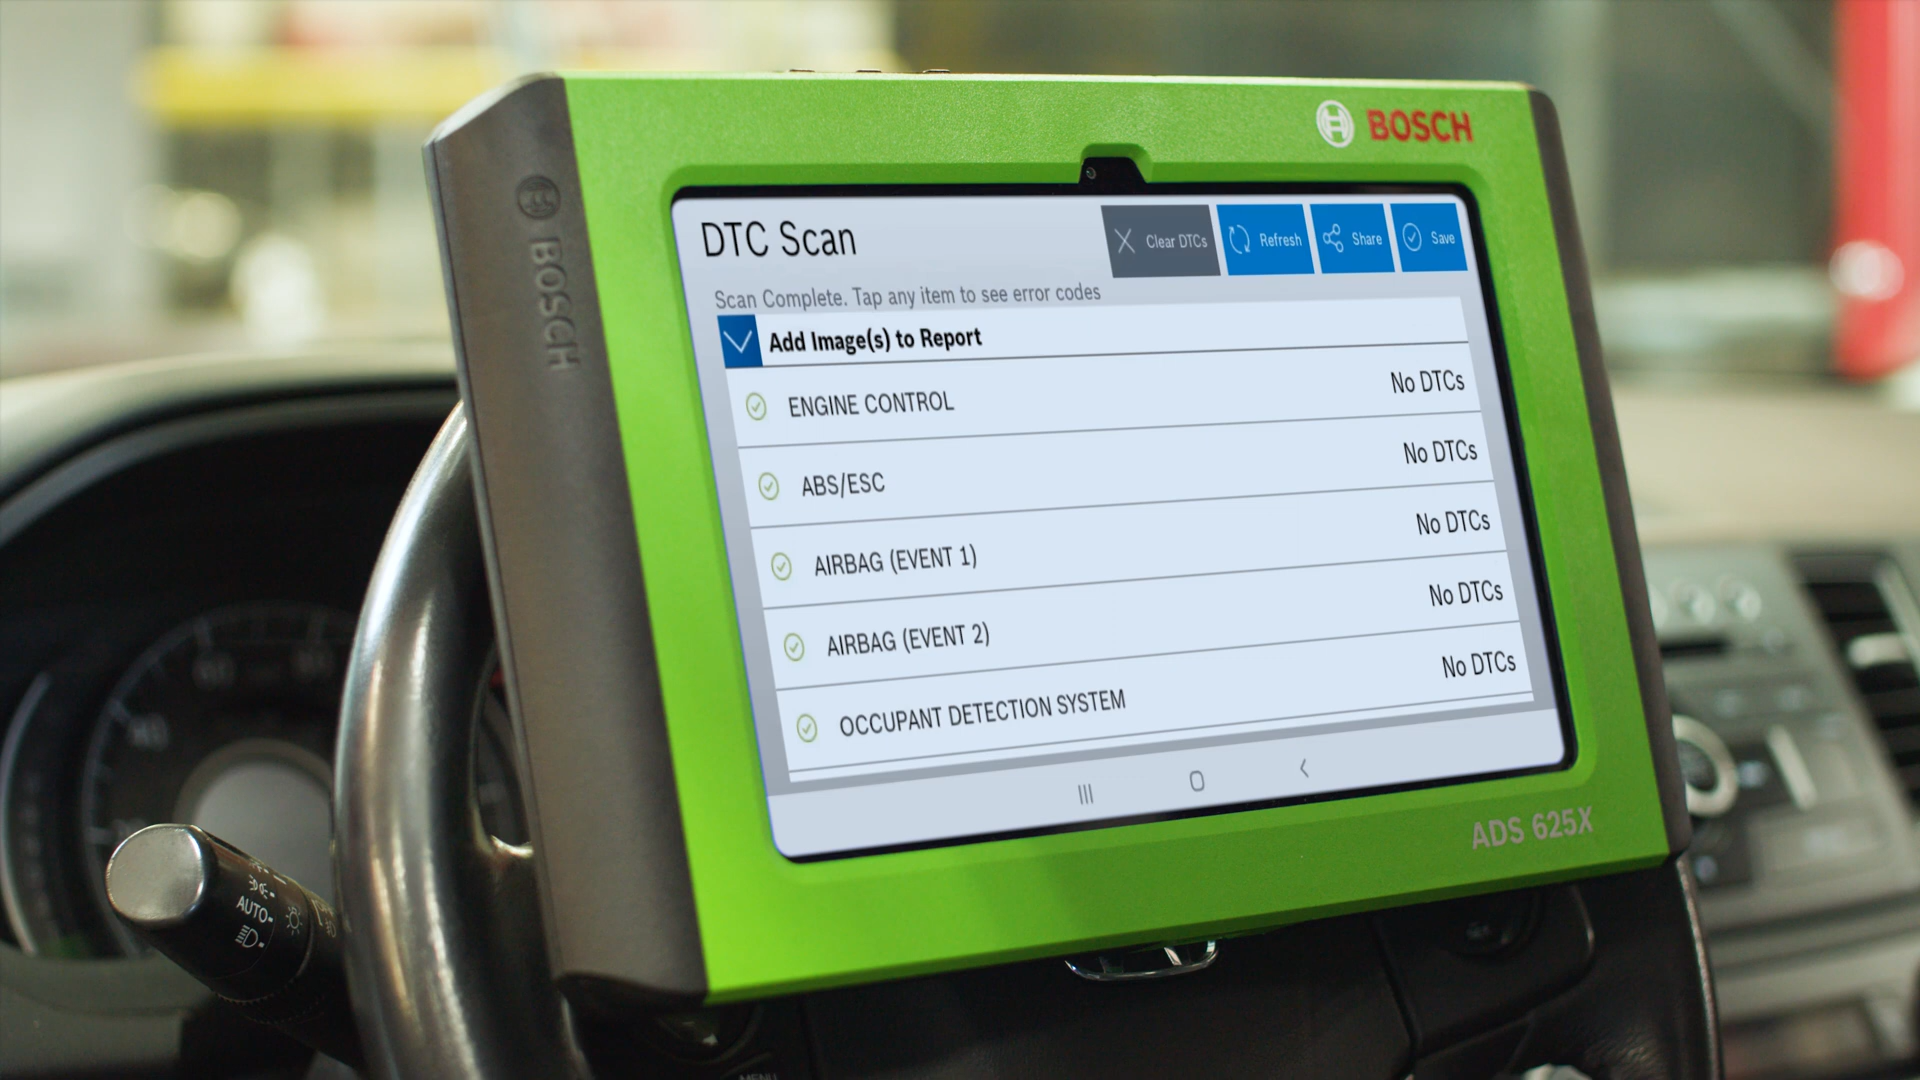 BOSCH
BOSCH
DTC Scan
Clear DTCs
Refresh
Share
Save
Scan Complete. Tap any item to see error codes
Add Image(s) to Report
ENGINE CONTROL No DTCs
ABS/ESC No DTCs
AIRBAG (EVENT 1) No DTCs
AIRBAG (EVENT 2) No DTCs
OCCUPANT DETECTION SYSTEM No DTCs
ADS 625X
AUTO
MENU